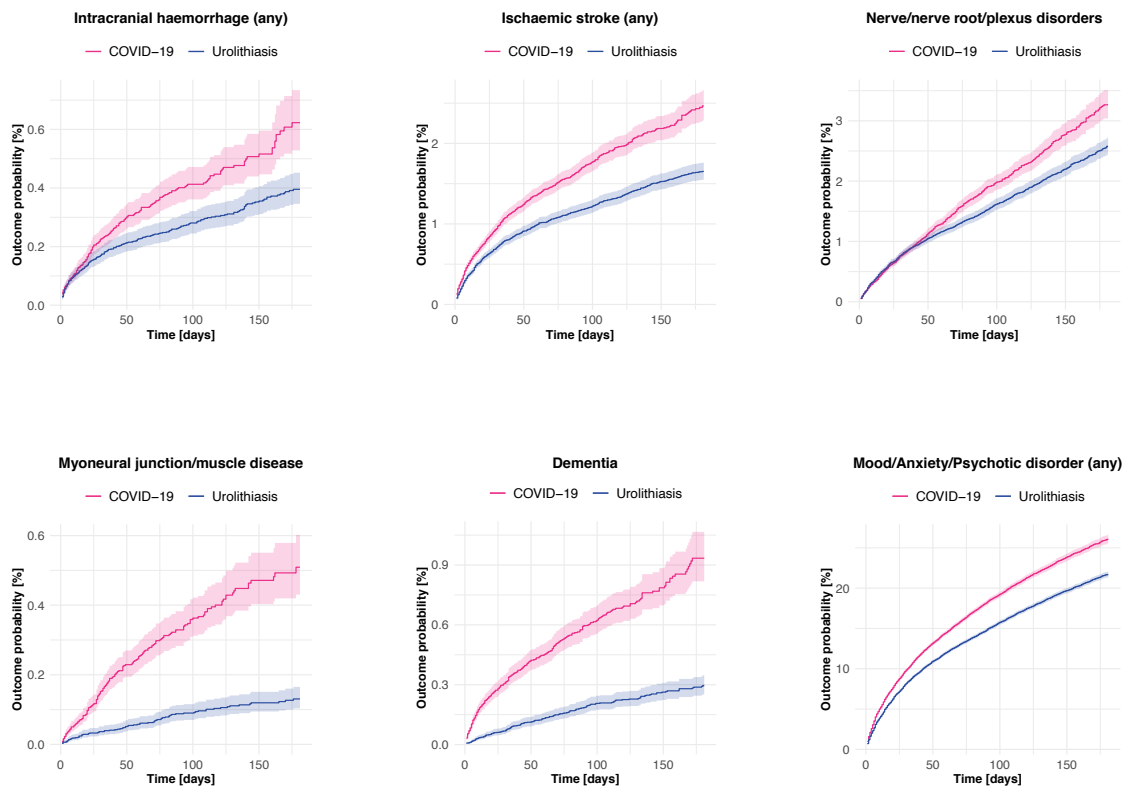 Intracranial haemorrhage (any)
COVID−19 Urolithiasis
Outcome probability [%]
0.6
0.4
0.2
0.0
0 50 100 150
Time [days]
Ischaemic stroke (any)
COVID−19 Urolithiasis
Outcome probability [%]
2
1
0
0 50 100 150
Time [days]
Nerve/nerve root/plexus disorders
COVID−19 Urolithiasis
Outcome probability [%]
3
2
1
0
0 50 100 150
Time [days]
Myoneural junction/muscle disease
COVID−19 Urolithiasis
Outcome probability [%]
0.6
0.4
0.2
0.0
0 50 100 150
Time [days]
Dementia
COVID−19 Urolithiasis
Outcome probability [%]
0.9
0.6
0.3
0.0
0 50 100 150
Time [days]
Mood/Anxiety/Psychotic disorder (any)
COVID−19 Urolithiasis
Outcome probability [%]
20
10
0
0 50 100 150
Time [days]